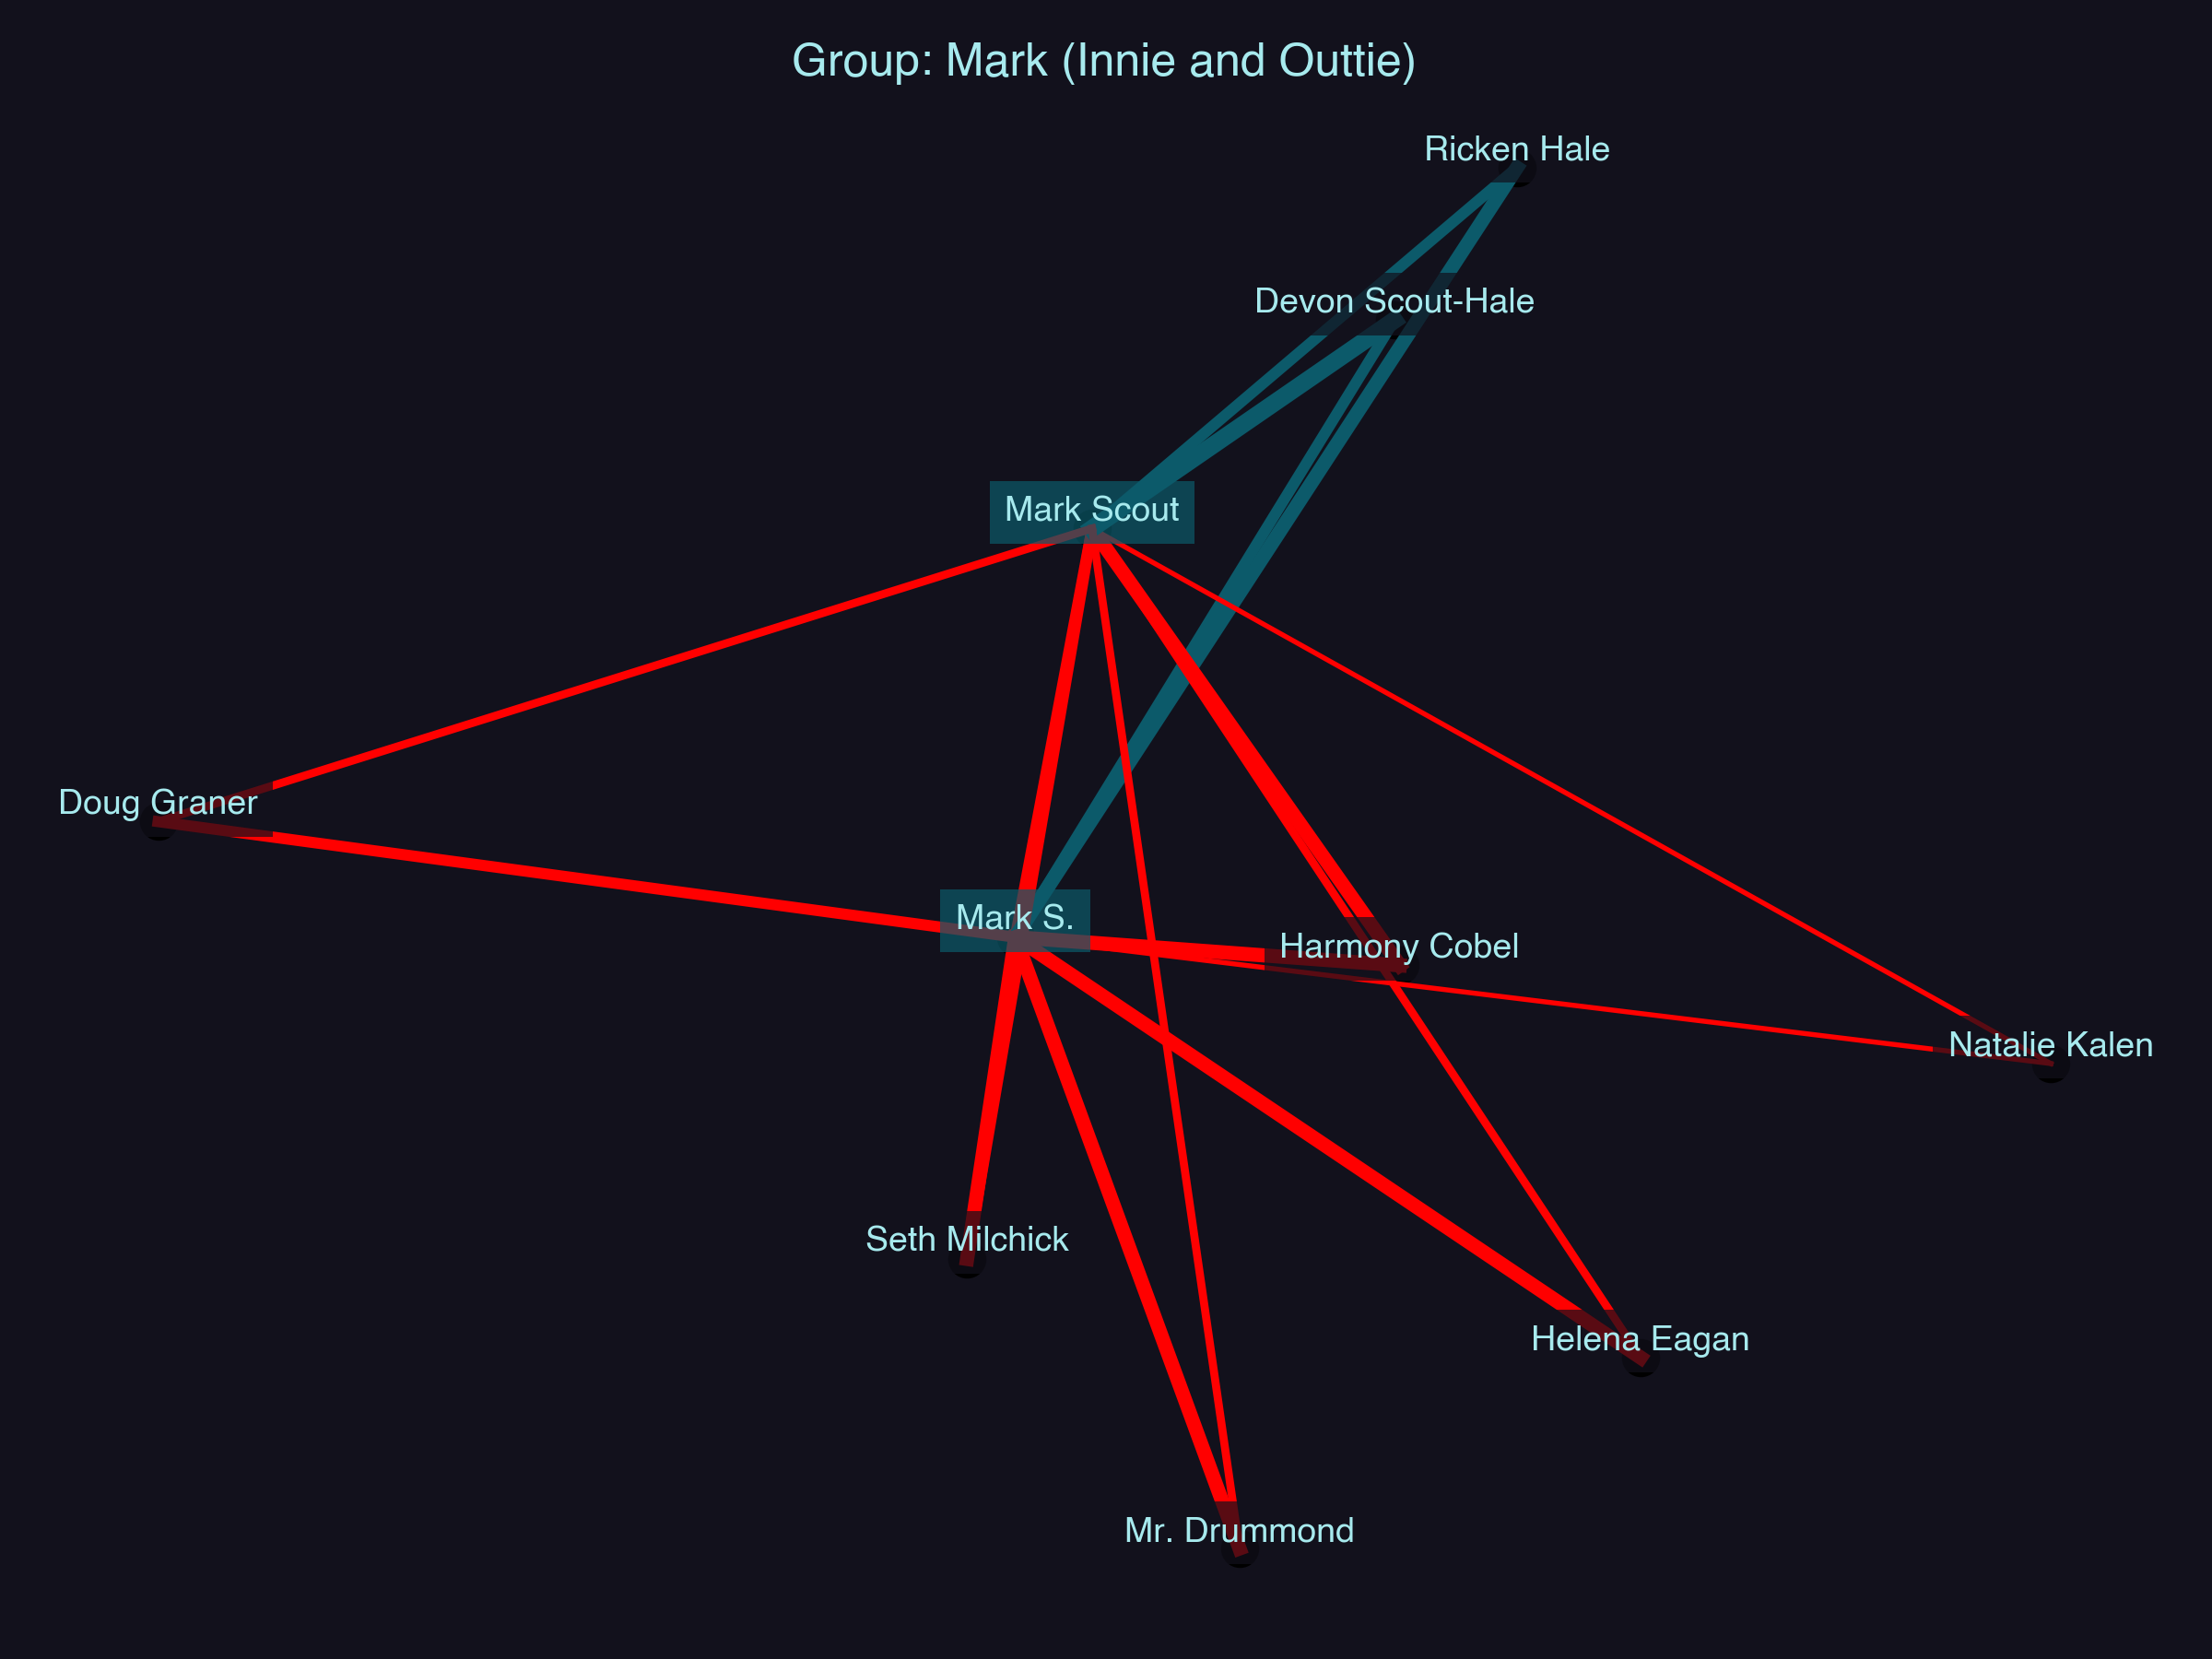 Group: Mark (Innie and Outtie)
Ricken Hale
Devon Scout-Hale
Mark Scout
Doug Graner
Mark S.
Harmony Cobel
Natalie Kalen
Seth Milchick
Helena Eagan
Mr. Drummond